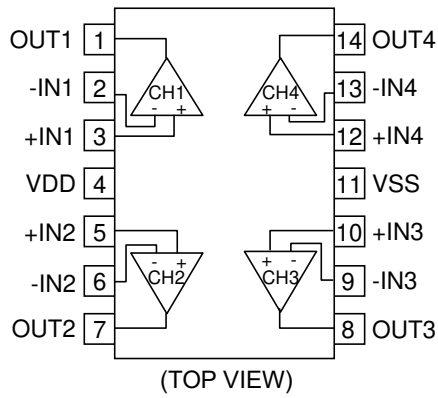 OUT1 1 14 OUT4
-IN1 2 CH1 CH4 13 -IN4
- + + -
+IN1 3 12 +IN4
VDD 4 11 VSS
+IN2 5 10 +IN3
- + + -
-IN2 6 CH2 CH3 9 -IN3
OUT2 7 8 OUT3
(TOP VIEW)